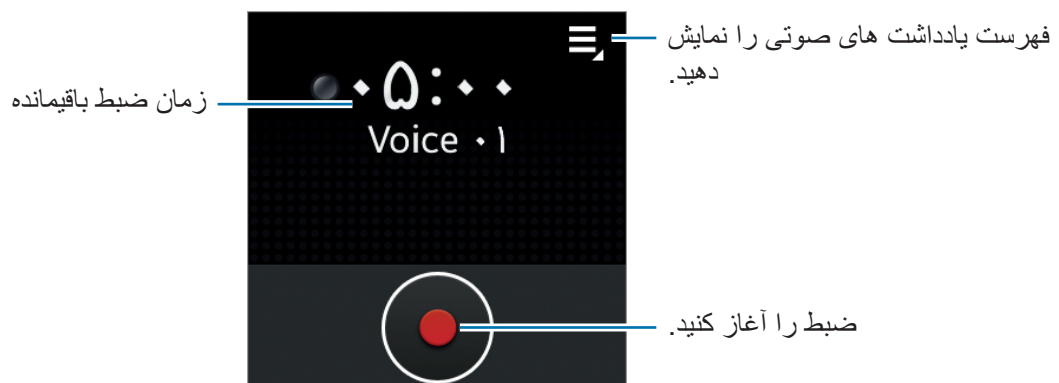 فهرست یادداشت های صوتی را نمایش
دهید.
۰۵:۰۰
زمان ضبط باقیمانده
Voice ۰۱
ضبط را آغاز کنید.